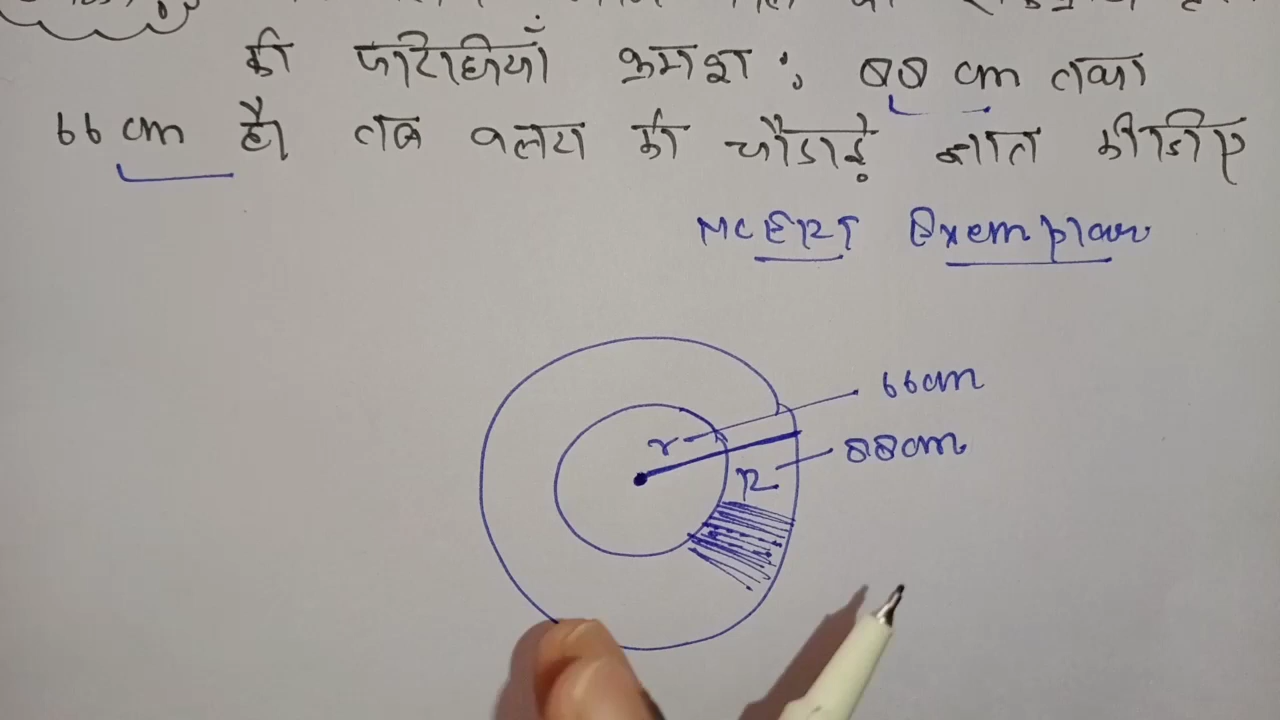 की परिधियाँ क्रमश: 88 cm तथा
66 cm है। तब वलय की चौडाई ज्ञात कीजिए
NCERT Exemplar
66cm
r
88cm
R